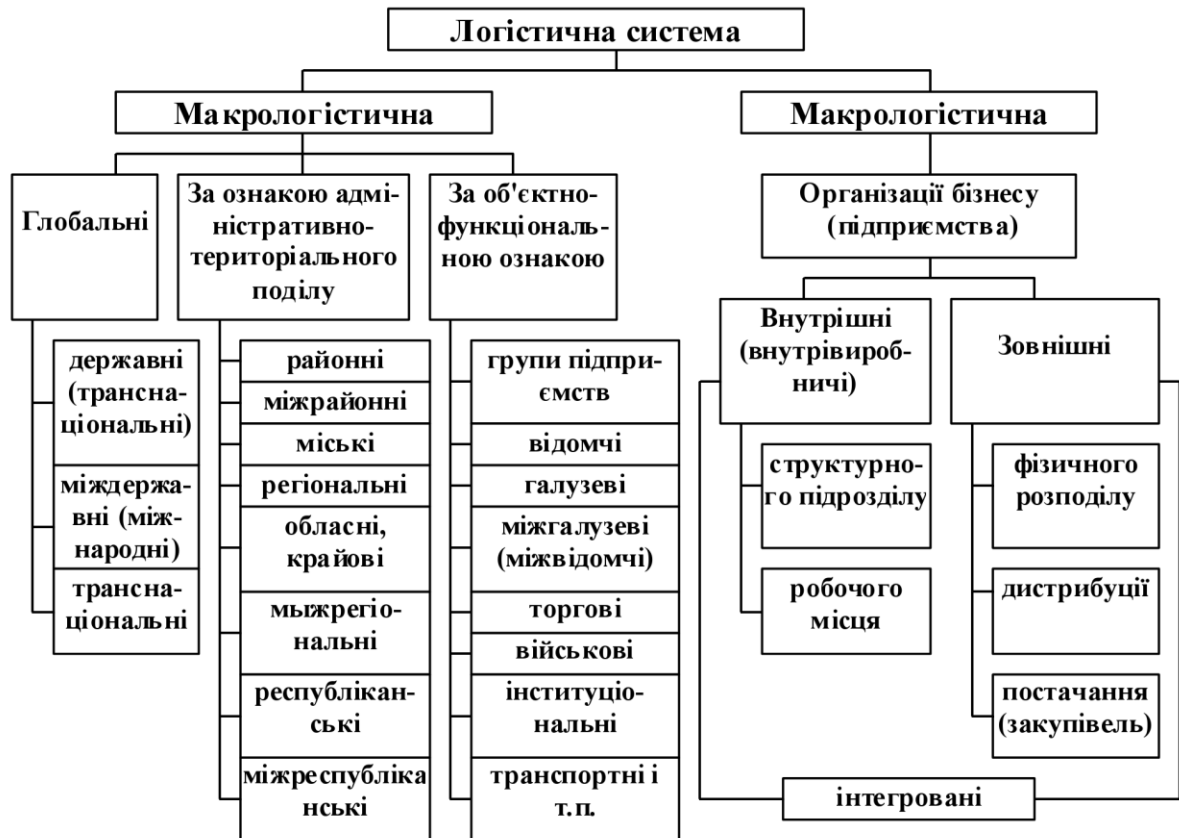 Логістична система
Макрологістична
Макрологістична
Глобальні
За ознакою адмі-
ністративно-
територіального
поділу
За об'єктно-
функціональ-
ною ознакою
Організації бізнесу
(підприємства)
державні
(трансна-
ціональні)
міждержа-
вні (між-
народні)
трансна-
ціональні
районні
міжрайонні
міські
регіональні
обласні,
крайові
мыжрегіо-
нальні
республікан-
ські
міжреспубліка
нські
групи підпри-
ємств
відомчі
галузеві
міжгалузеві
(міжвідомчі)
торгові
військові
інституціо-
нальні
транспортні і
т.п.
Внутрішні
(внутрівироб-
ничі)
структурно-
го підрозділу
робочого
місця
Зовнішні
фізичного
розподілу
дистрибуції
постачання
(закупівель)
інтегровані